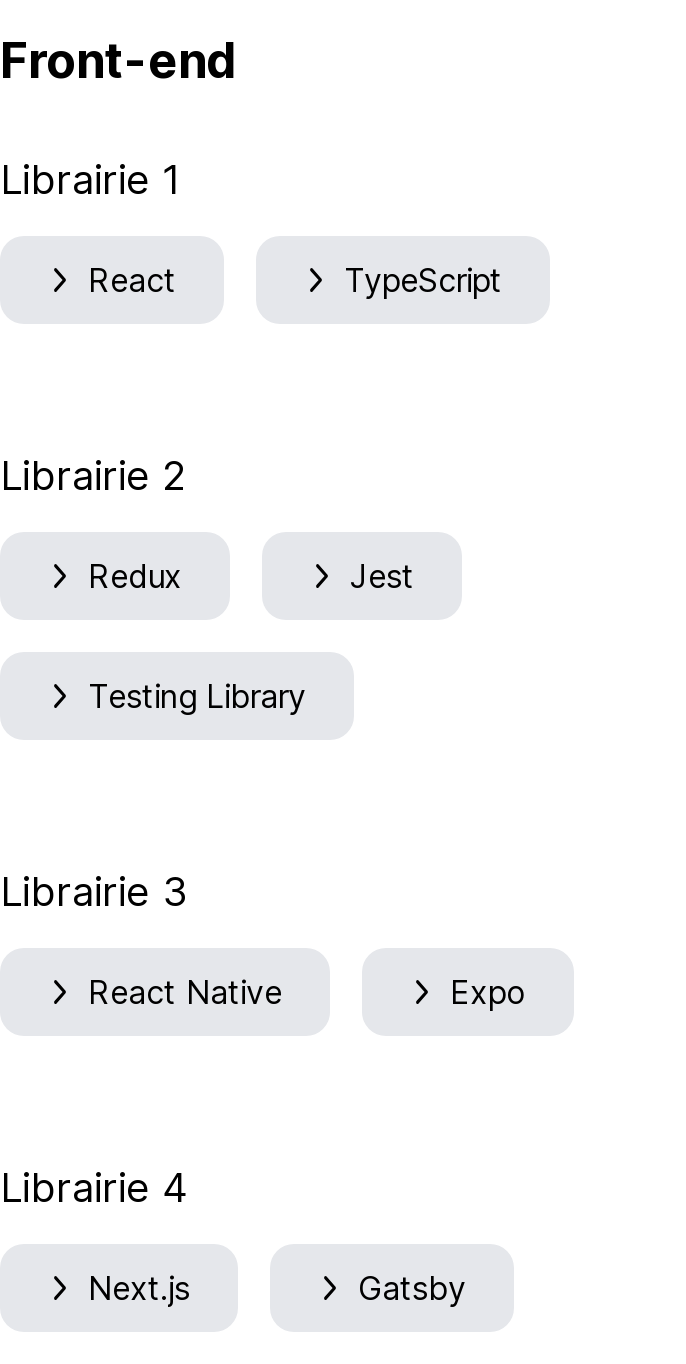 Front-end
Librairie 1
React TypeScript
Librairie 2
Redux Jest
Testing Library
Librairie 3
React Native Expo
Librairie 4
Next.js Gatsby